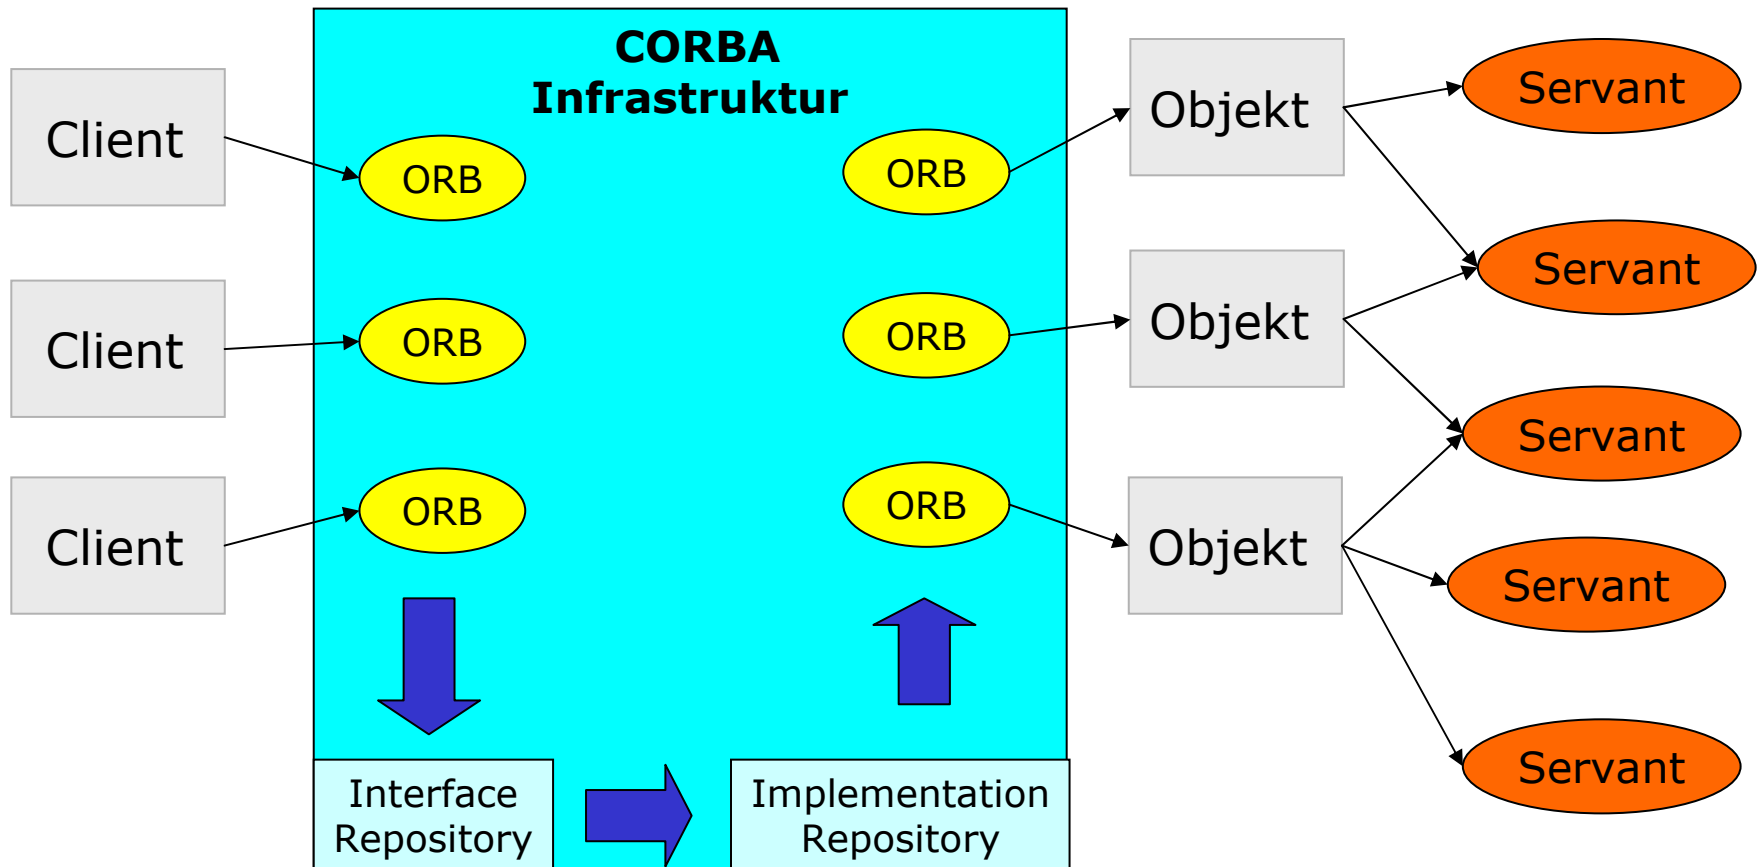 CORBA
Infrastruktur
Client
ORB
ORB
Objekt
Servant
Servant
Client
ORB
ORB
Objekt
Servant
Client
ORB
ORB
Objekt
Servant
Servant
Interface
Repository
Implementation
Repository